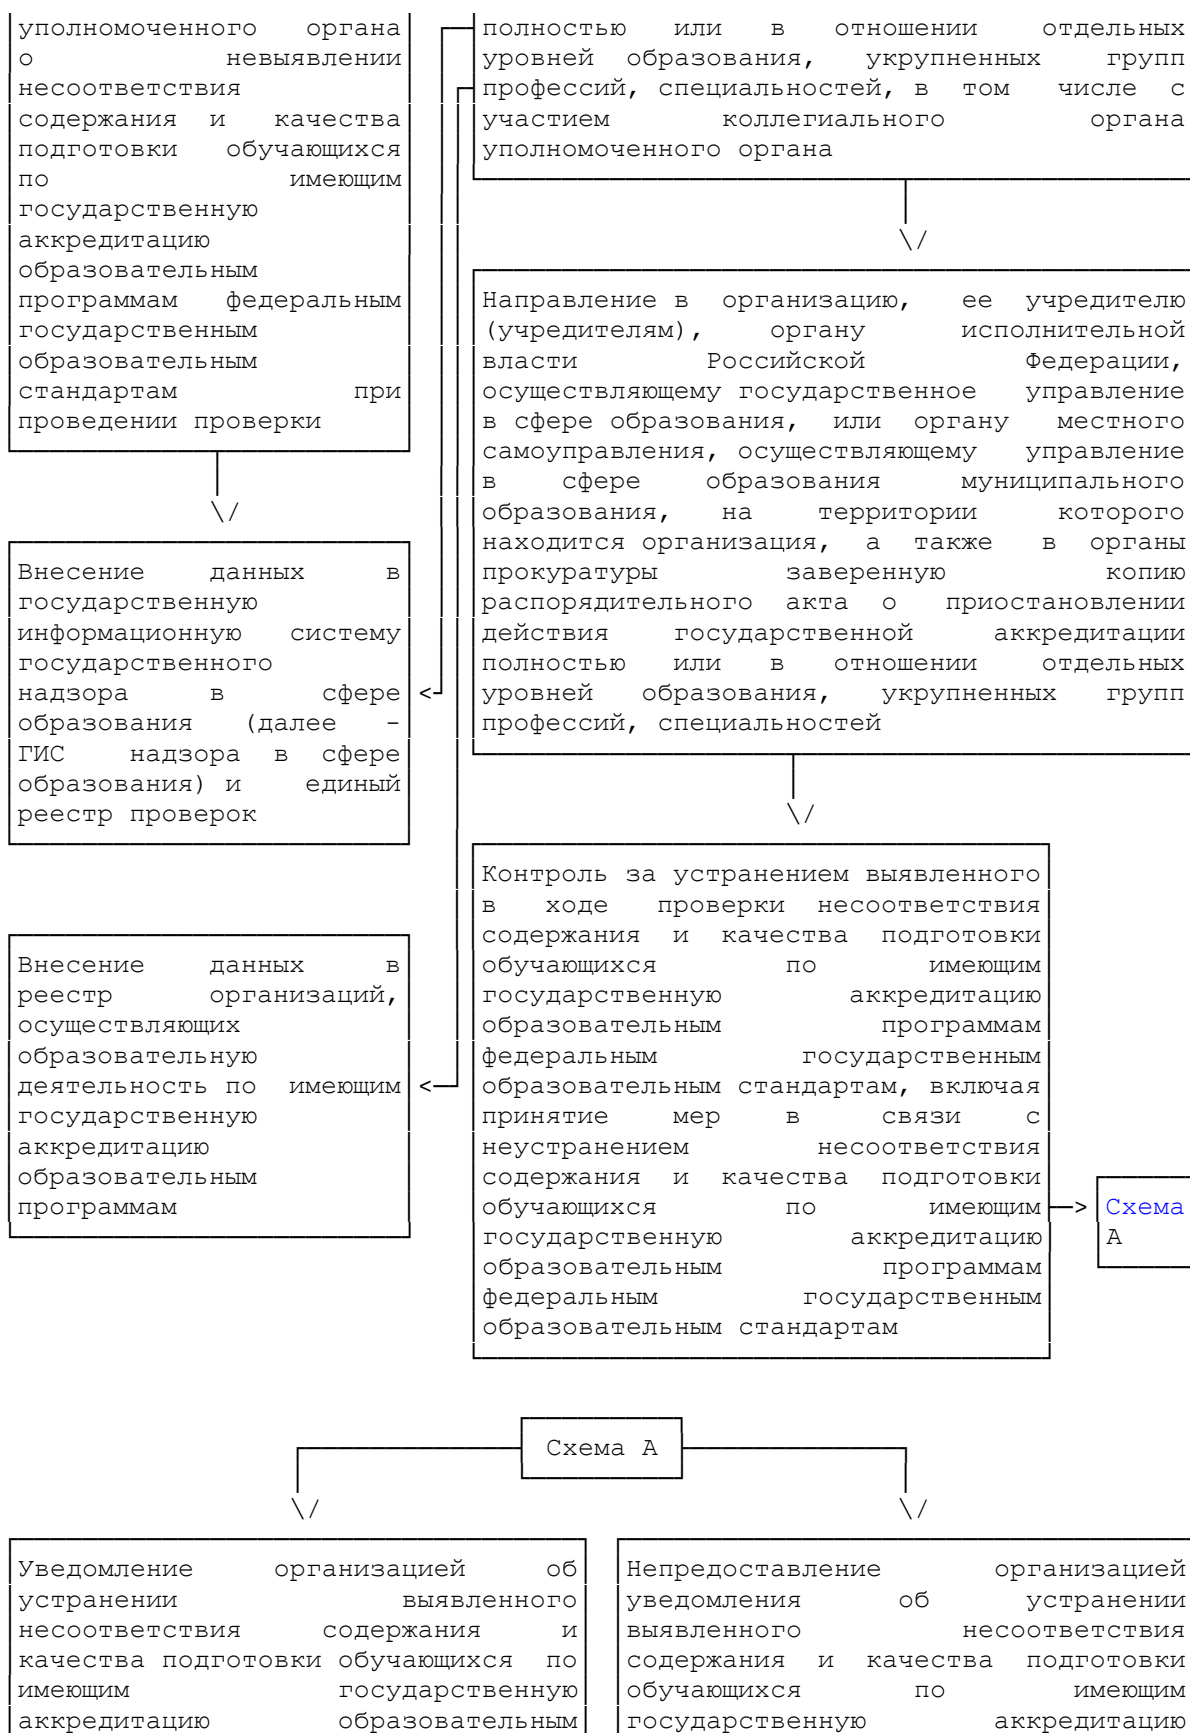 уполномоченного органа
о невыявлении
несоответствия
содержания и качества
подготовки обучающихся
по имеющим
государственную
аккредитацию
образовательным
программам федеральным
государственным
образовательным
стандартам при
проведении проверки
полностью или в отношении отдельных
уровней образования, укрупненных групп
профессий, специальностей, в том числе с
участием коллегиального органа
уполномоченного органа
\/
Направление в организацию, ее учредителю
(учредителям), органу исполнительной
власти Российской Федерации,
осуществляющему государственное управление
в сфере образования, или органу местного
самоуправления, осуществляющему управление
в сфере образования муниципального
образования, на территории которого
находится организация, а также в органы
прокуратуры заверенную копию
распорядительного акта о приостановлении
действия государственной аккредитации
полностью или в отношении отдельных
уровней образования, укрупненных групп
профессий, специальностей
\/
Внесение данных в
государственную
информационную систему
государственного
надзора в сфере
образования (далее -
ГИС надзора в сфере
образования) и единый
реестр проверок
<
\/
Контроль за устранением выявленного
в ходе проверки несоответствия
содержания и качества подготовки
обучающихся по имеющим
государственную аккредитацию
образовательным программам
федеральным государственным
образовательным стандартам, включая
принятие мер в связи с
неустранением несоответствия
содержания и качества подготовки
обучающихся по имеющим
государственную аккредитацию
образовательным программам
федеральным государственным
образовательным стандартам
Внесение данных в
реестр организаций,
осуществляющих
образовательную
деятельность по имеющим
государственную
аккредитацию
образовательным
программам
<
>
Схема
А
Схема А
\/
\/
Уведомление организацией об
устранении выявленного
несоответствия содержания и
качества подготовки обучающихся по
имеющим государственную
аккредитацию образовательным
Непредоставление организацией
уведомления об устранении
выявленного несоответствия
содержания и качества подготовки
обучающихся по имеющим
государственную аккредитацию